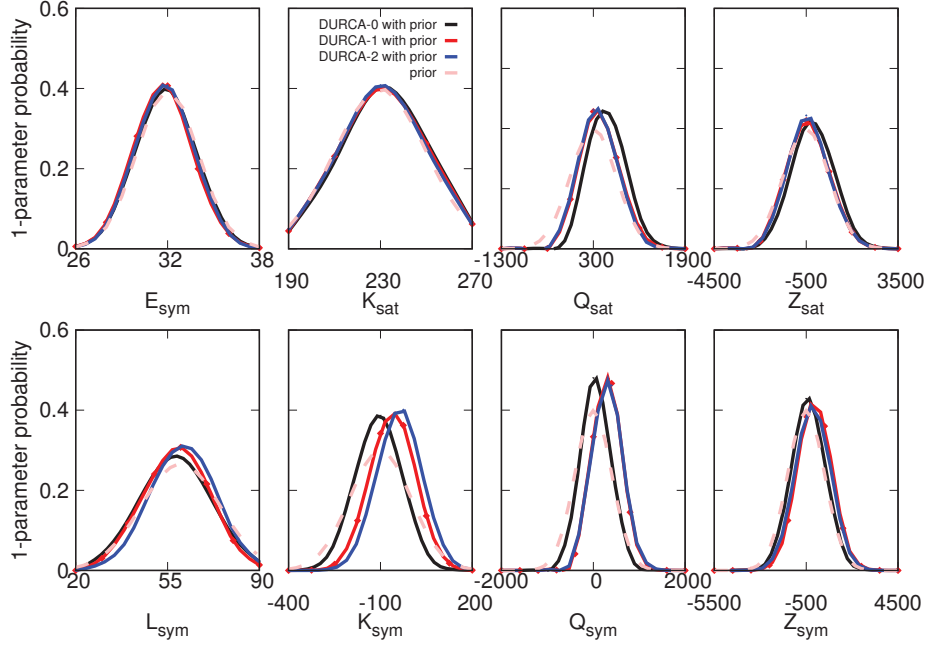 DURCA-0 with prior
DURCA-1 with prior
DURCA-2 with prior
prior
1-parameter probability
0.6
0.4
0.2
0
26 32 38
190 230 270
-1300 300 1900
-4500 -500 3500
E_sym
K_sat
Q_sat
Z_sat
1-parameter probability
0.6
0.4
0.2
0
20 55 90
-400 -100 200
-2000 0 2000
-5500 -500 4500
L_sym
K_sym
Q_sym
Z_sym